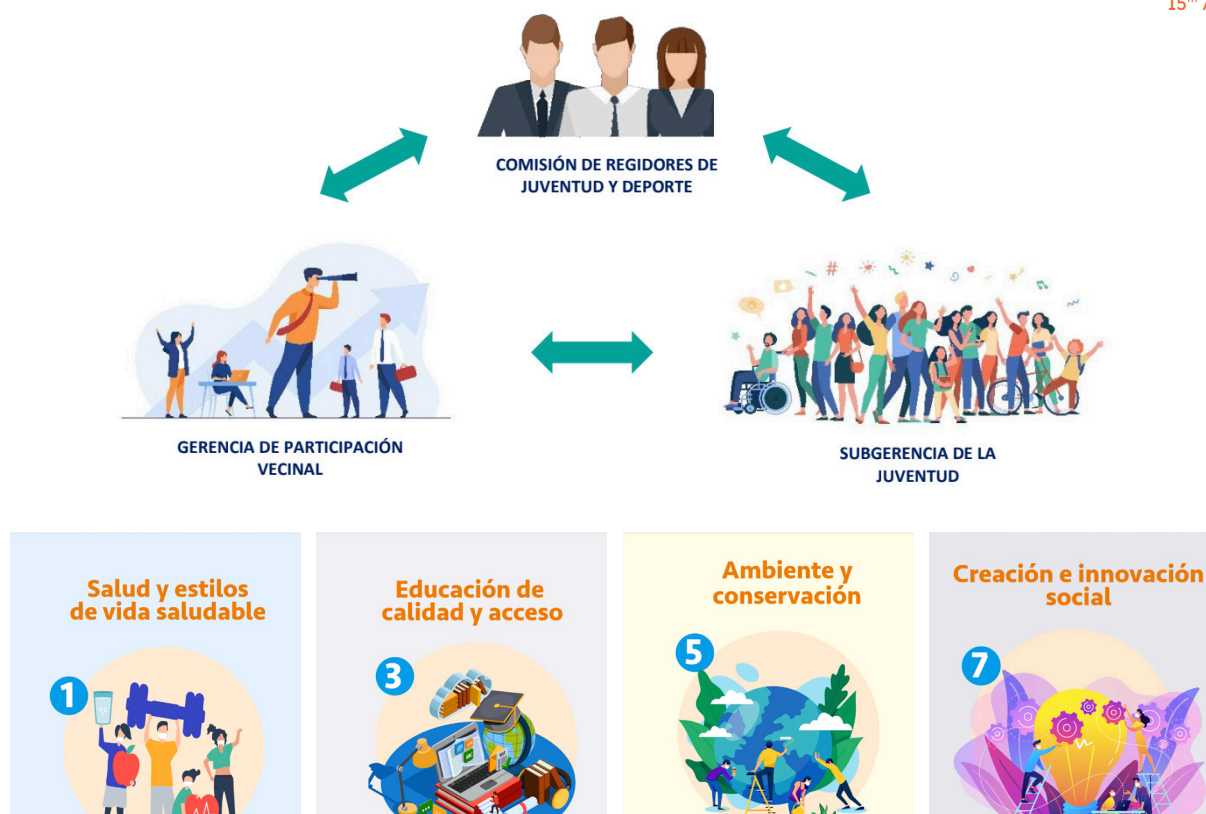 COMISIÓN DE REGIDORES DE
JUVENTUD Y DEPORTE
GERENCIA DE PARTICIPACIÓN
VECINAL
SUBGERENCIA DE LA
JUVENTUD
Salud y estilos
de vida saludable
1
Educación de
calidad y acceso
3
Ambiente y
conservación
5
Creación e innovación
social
7